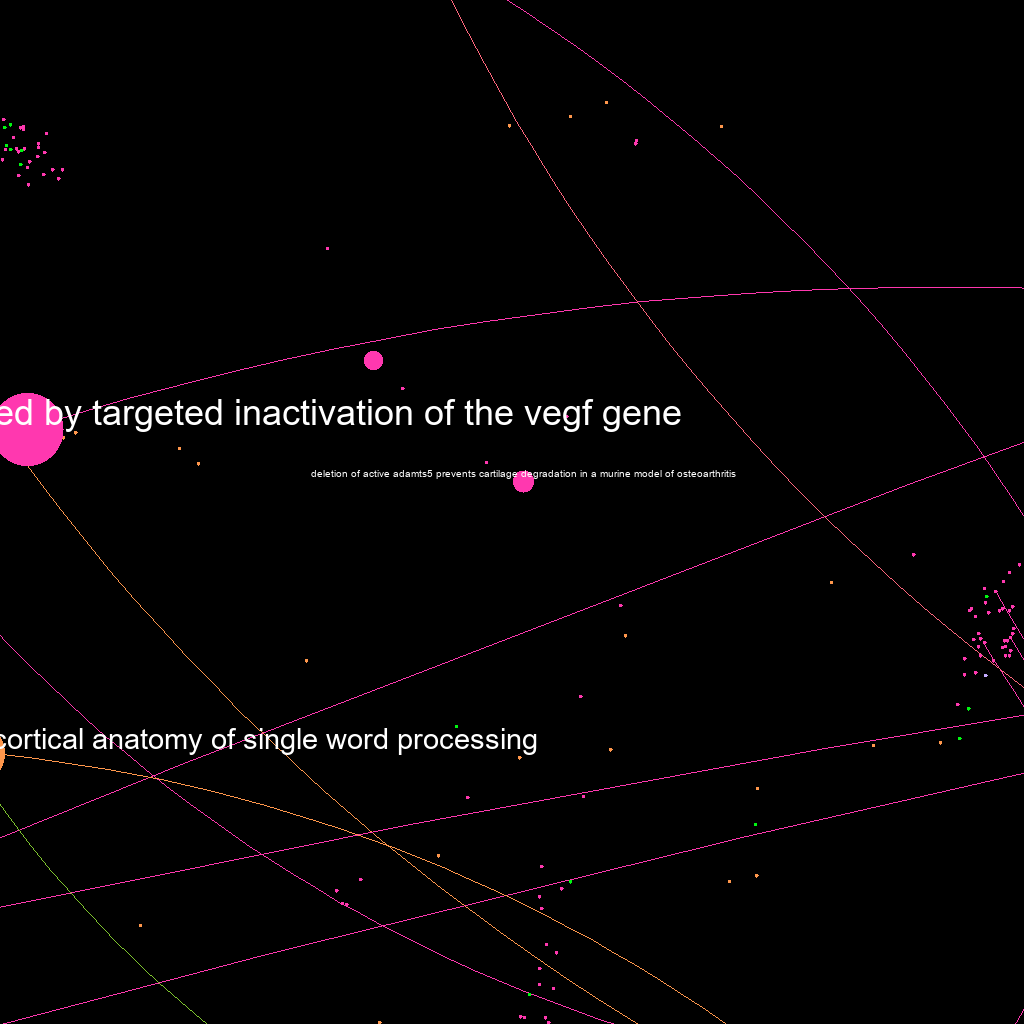 ed by targeted inactivation of the vegf gene
deletion of active adamts5 prevents cartilage degradation in a murine model of osteoarthritis
cortical anatomy of single word processing